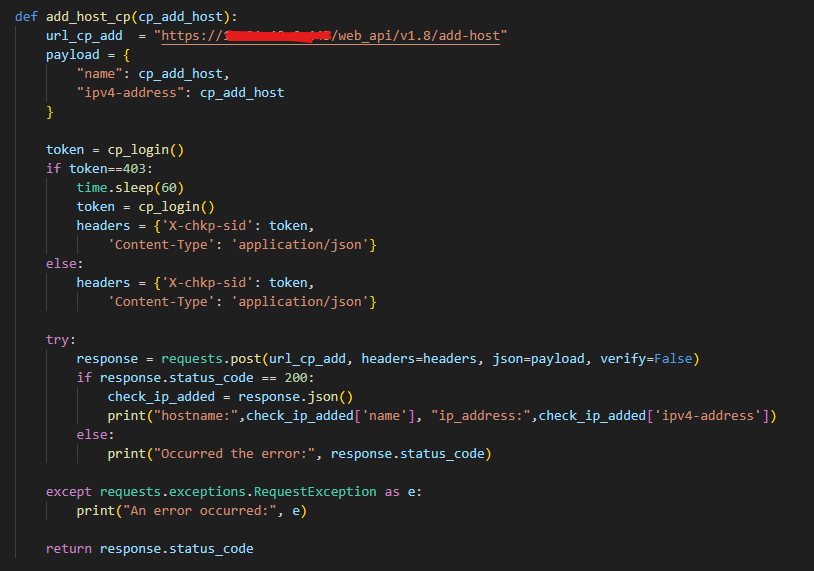 def add_host_cp(cp_add_host):
    url_cp_add  = "https:///web_api/v1.8/add-host"
    payload = {
        "name": cp_add_host,
        "ipv4-address": cp_add_host
    }
    token = cp_login()
    if token==403:
        time.sleep(60)
        token = cp_login()
        headers = {'X-chkp-sid': token,
            'Content-Type': 'application/json'}
    else:
        headers = {'X-chkp-sid': token,
            'Content-Type': 'application/json'}
    try:
        response = requests.post(url_cp_add, headers=headers, json=payload, verify=False)
        if response.status_code == 200:
            check_ip_added = response.json()
            print("hostname:",check_ip_added['name'], "ip_address:",check_ip_added['ipv4-address'])
        else:
            print("Occurred the error:", response.status_code)
    except requests.exceptions.RequestException as e:
        print("An error occurred:", e)
    return response.status_code